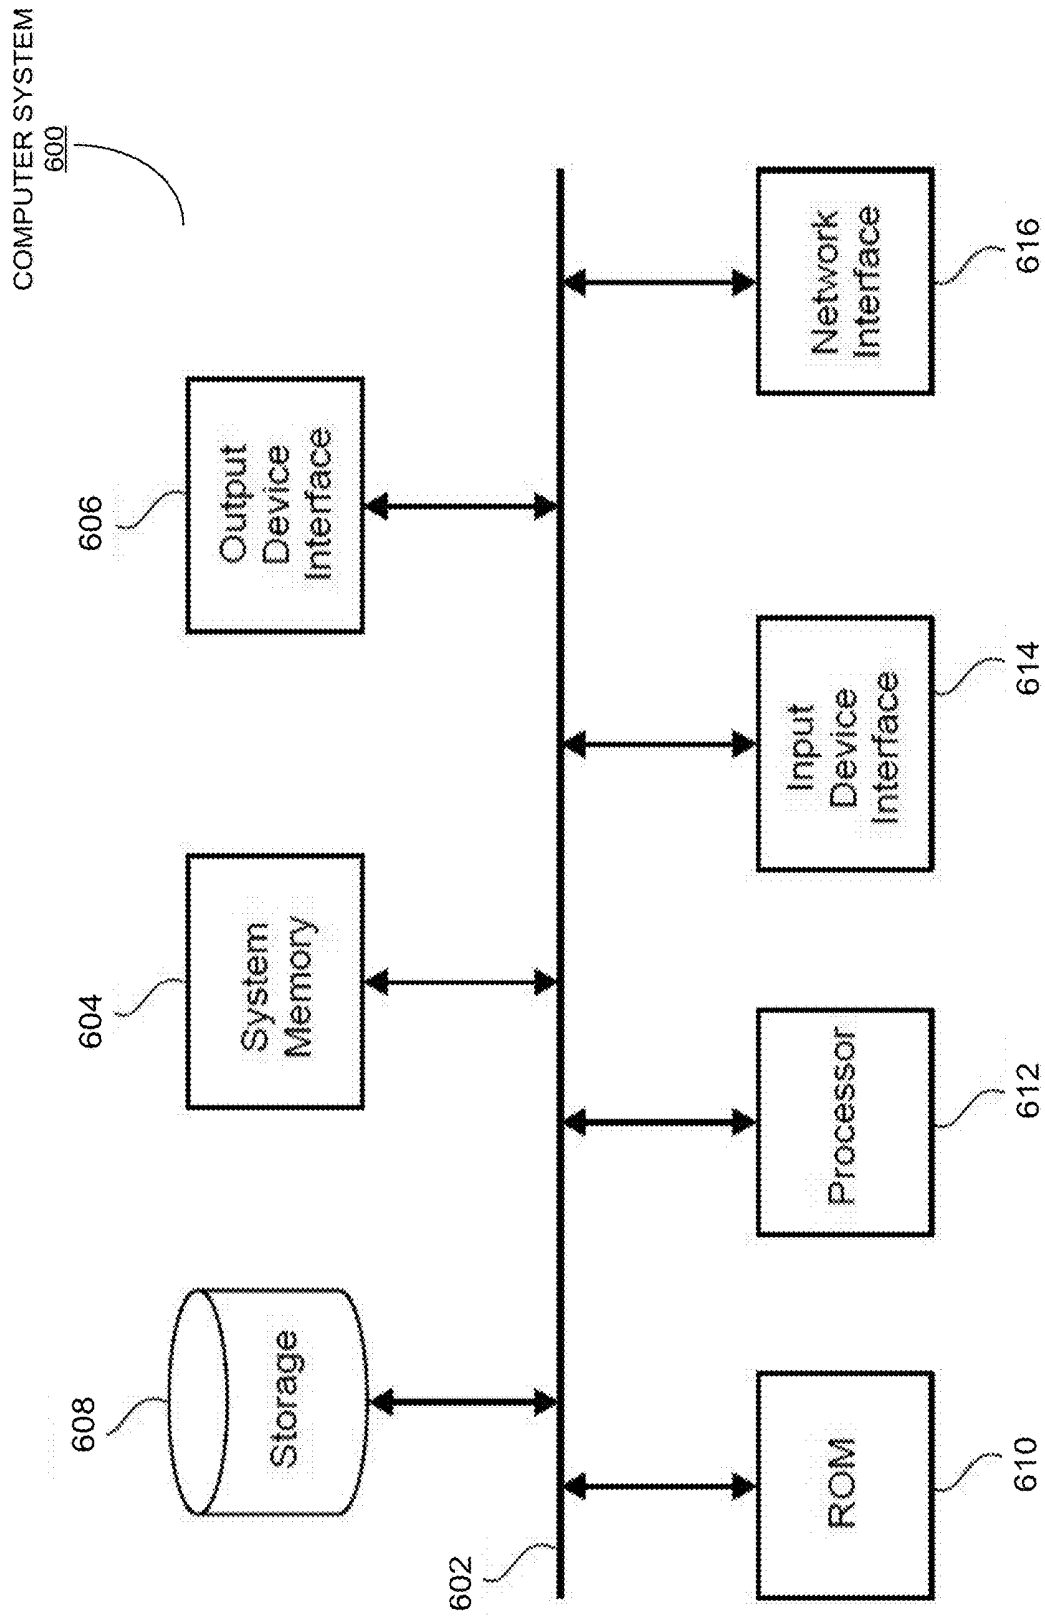 COMPUTER SYSTEM
600
608
Storage
604
System
Memory
606
Output
Device
Interface
602
ROM
610
Processor
612
Input
Device
Interface
614
Network
Interface
616